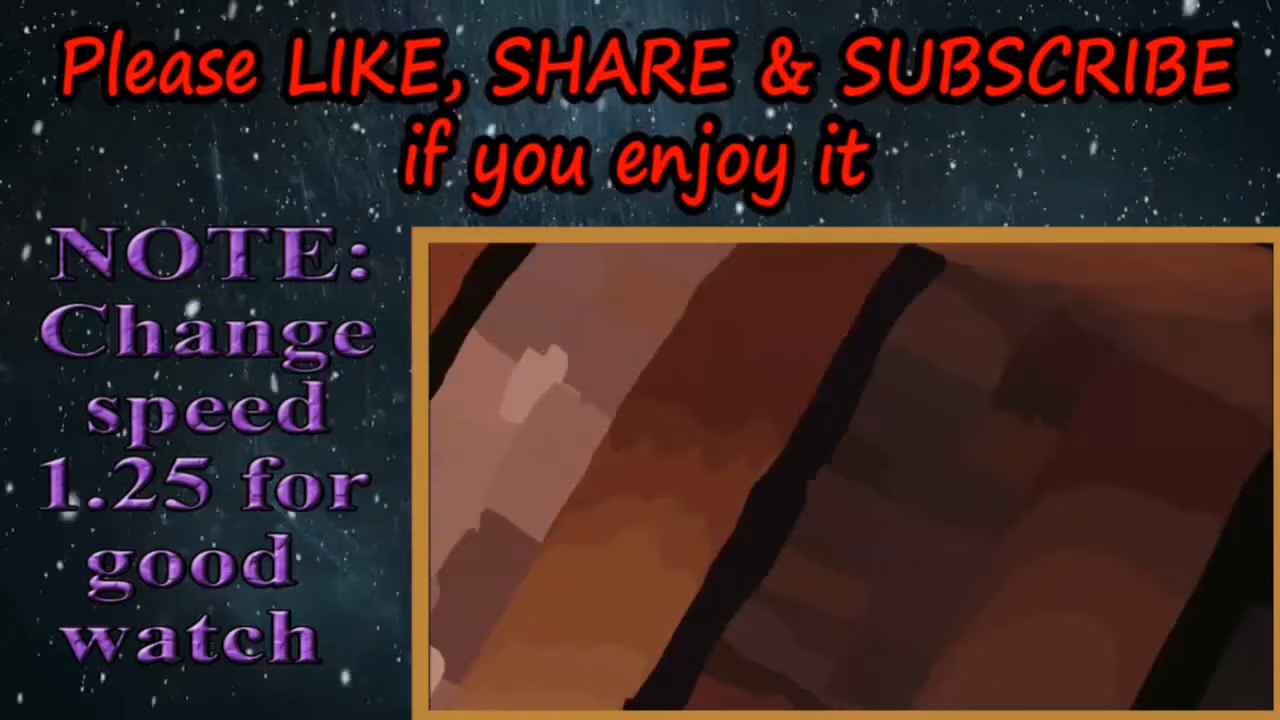 Please LIKE, SHARE & SUBSCRIBE
if you enjoy it
NOTE:
Change
speed
1.25 for
good
watch